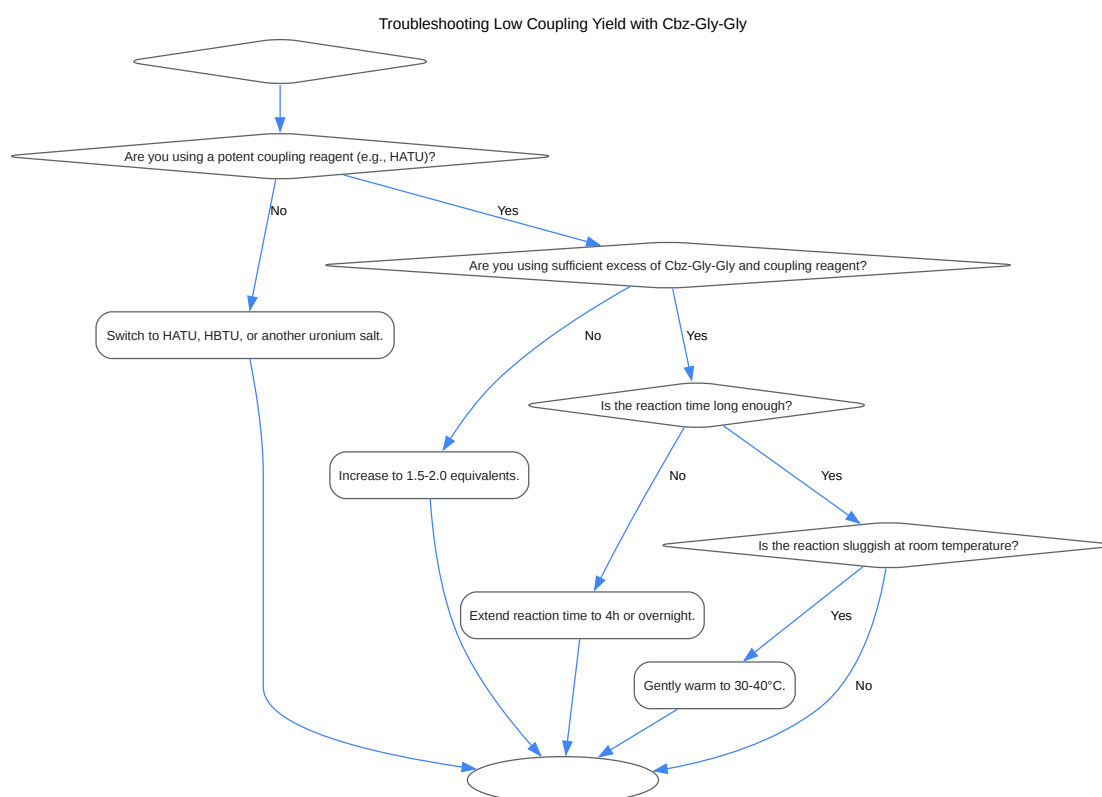 Troubleshooting Low Coupling Yield with Cbz-Gly-Gly
Are you using a potent coupling reagent (e.g., HATU)?
No
Yes
Are you using sufficient excess of Cbz-Gly-Gly and coupling reagent?
Switch to HATU, HBTU, or another uronium salt.
No
Yes
Is the reaction time long enough?
Increase to 1.5-2.0 equivalents.
No
Yes
Is the reaction sluggish at room temperature?
Extend reaction time to 4h or overnight.
Yes
Gently warm to 30-40°C.
No